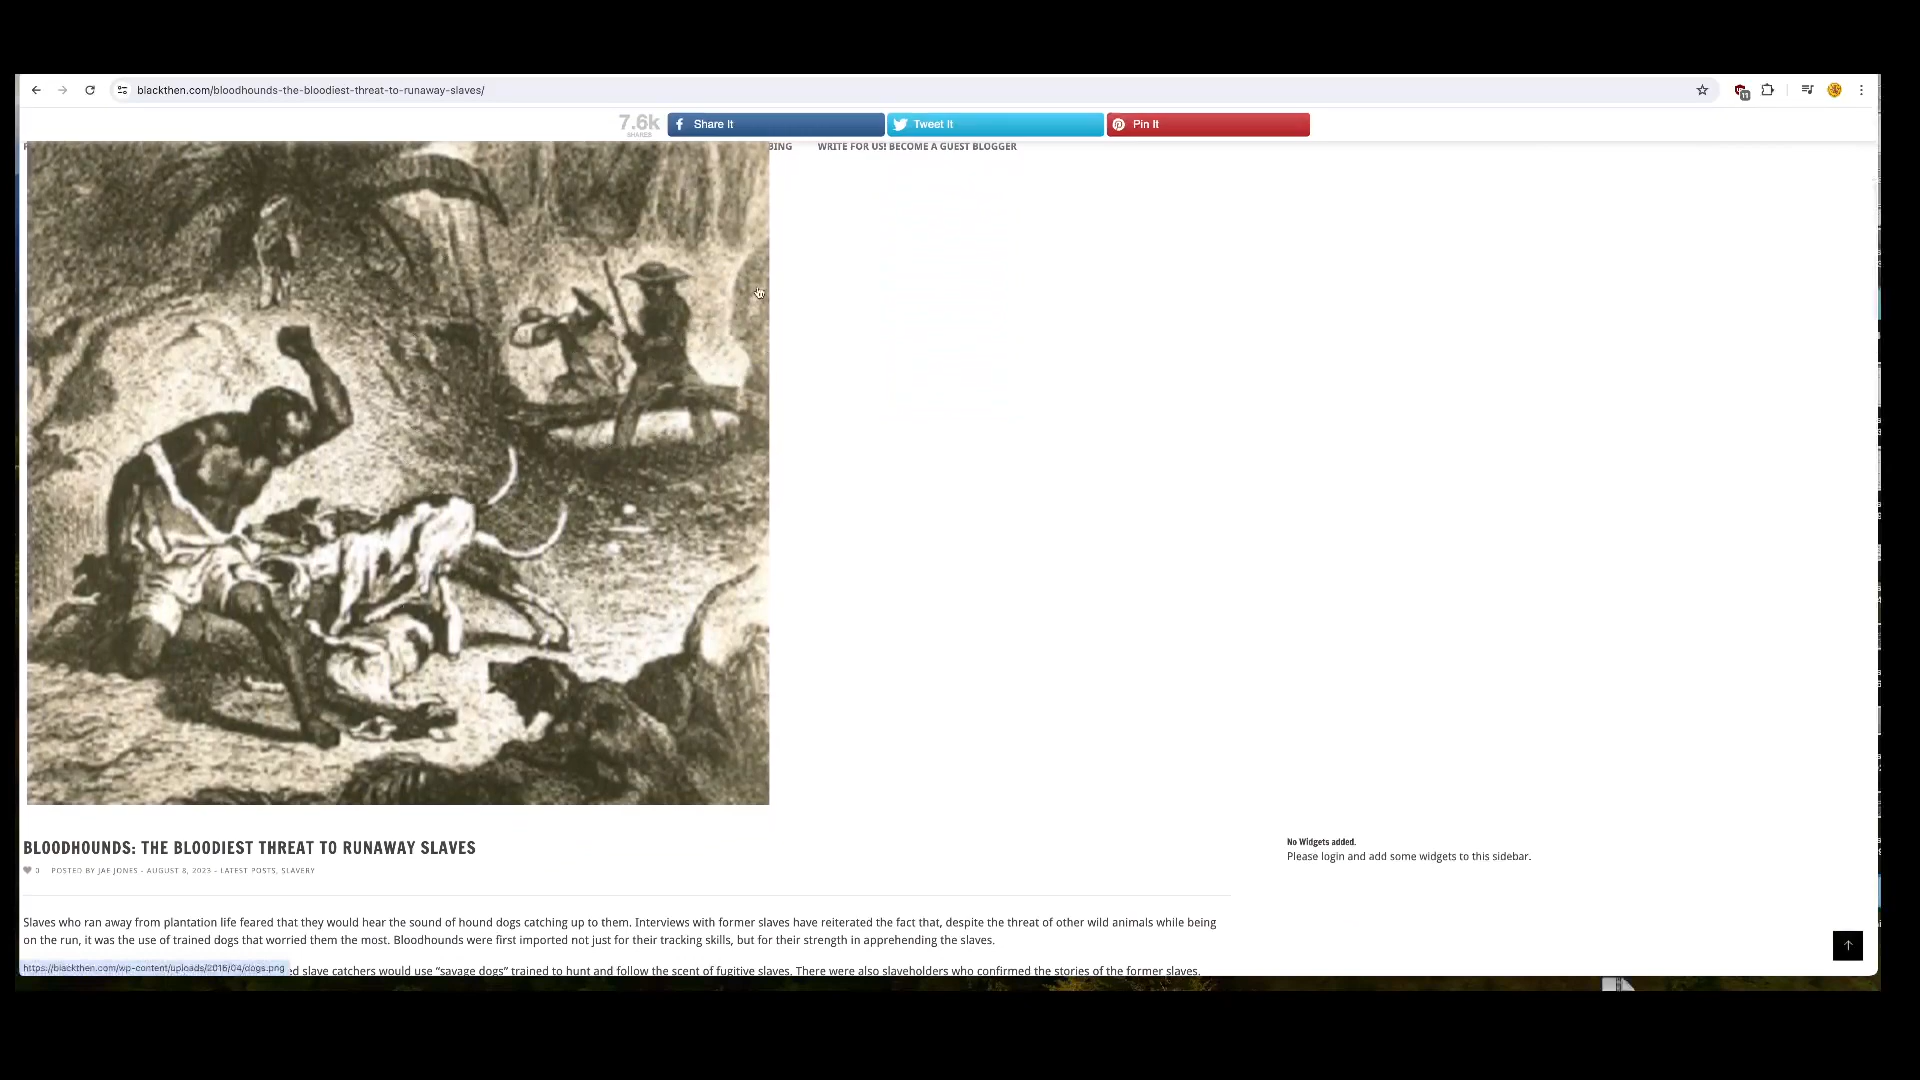 blackthen.com/bloodhounds-the-bloodiest-threat-to-runaway-slaves/
11
7.6k
SHARES
Share It
Tweet It
Pin It
BING
WRITE FOR US! BECOME A GUEST BLOGGER
BLOODHOUNDS: THE BLOODIEST THREAT TO RUNAWAY SLAVES
0 POSTED BY JAE JONES - AUGUST 8, 2023 - LATEST POSTS, SLAVERY
No Widgets added.
Please login and add some widgets to this sidebar.
Slaves who ran away from plantation life feared that they would hear the sound of hound dogs catching up to them. Interviews with former slaves have reiterated the fact that, despite the threat of other wild animals while being
on the run, it was the use of trained dogs that worried them the most. Bloodhounds were first imported not just for their tracking skills, but for their strength in apprehending the slaves.
https://blackthen.com/wp-content/uploads/2016/04/dogs.png
ed slave catchers would use “savage dogs” trained to hunt and follow the scent of fugitive slaves. There were also slaveholders who confirmed the stories of the former slaves.